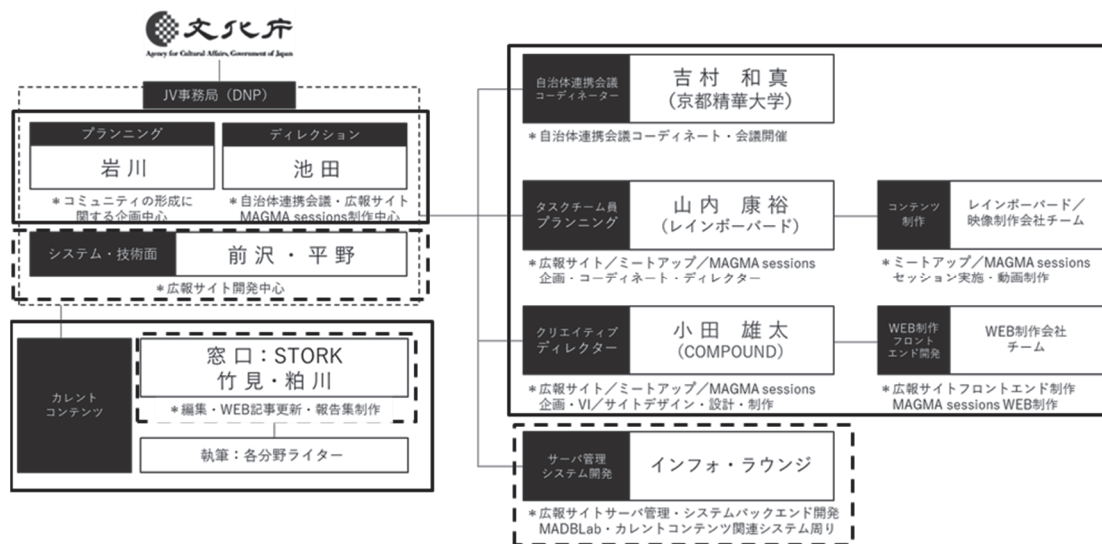 文化庁
Agency for Cultural Affairs, Government of Japan
JV事務局（DNP）
プランニング
岩川
＊コミュニティの形成に
関する企画中心
ディレクション
池田
＊自治体連携会議・広報サイト
MAGMA sessions制作中心
システム・技術面
前沢・平野
＊広報サイト開発中心
カレント
コンテンツ
窓口：STORK
竹見・粕川
＊編集・WEB記事更新・報告集制作
執筆：各分野ライター
自治体連携会議
コーディネーター
吉村 和真
（京都精華大学）
＊自治体連携会議コーディネート・会議開催
タスクチーム員
プランニング
山内 康裕
（レインボーバード）
＊広報サイト／ミートアップ／MAGMA sessions
企画・コーディネート・ディレクター
コンテンツ
制作
レインボーバード／
映像制作会社チーム
＊ミートアップ／MAGMA sessions
セッション実施・動画制作
クリエイティブ
ディレクター
小田 雄太
（COMPOUND）
＊広報サイト／ミートアップ／MAGMA sessions
企画・VI／サイトデザイン・設計・制作
WEB制作
フロント
エンド開発
WEB制作会社
チーム
＊広報サイトフロントエンド制作
MAGMA sessions WEB制作
サーバ管理
システム開発
インフォ・ラウンジ
＊広報サイトサーバ管理・システムバックエンド開発
MADBLab・カレントコンテンツ関連システム周り